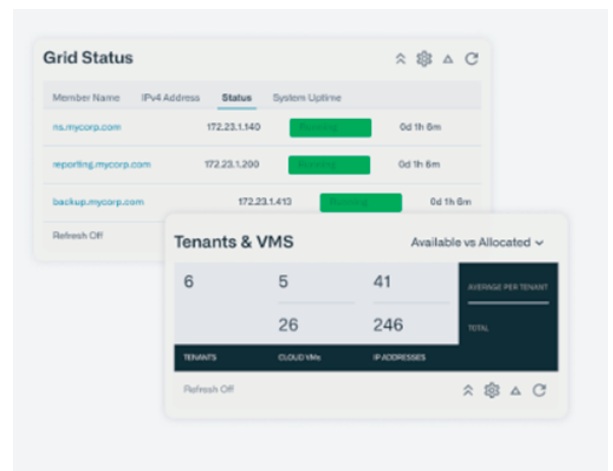 Grid Status
Member Name IPv4 Address Status System Uptime
ns.mycorp.com 172.23.1.140 Running 0d 1h 6m
reporting.mycorp.com 172.23.1.200 Running 0d 1h 6m
backup.mycorp.com 172.23.1.413 Running 0d 1h 6m
Refresh Off
Tenants & VMS Available vs Allocated
6 5 41 AVERAGE PER TENANT
26 246 TOTAL
TENANTS CLOUD VMs IP ADDRESSES
Refresh Off